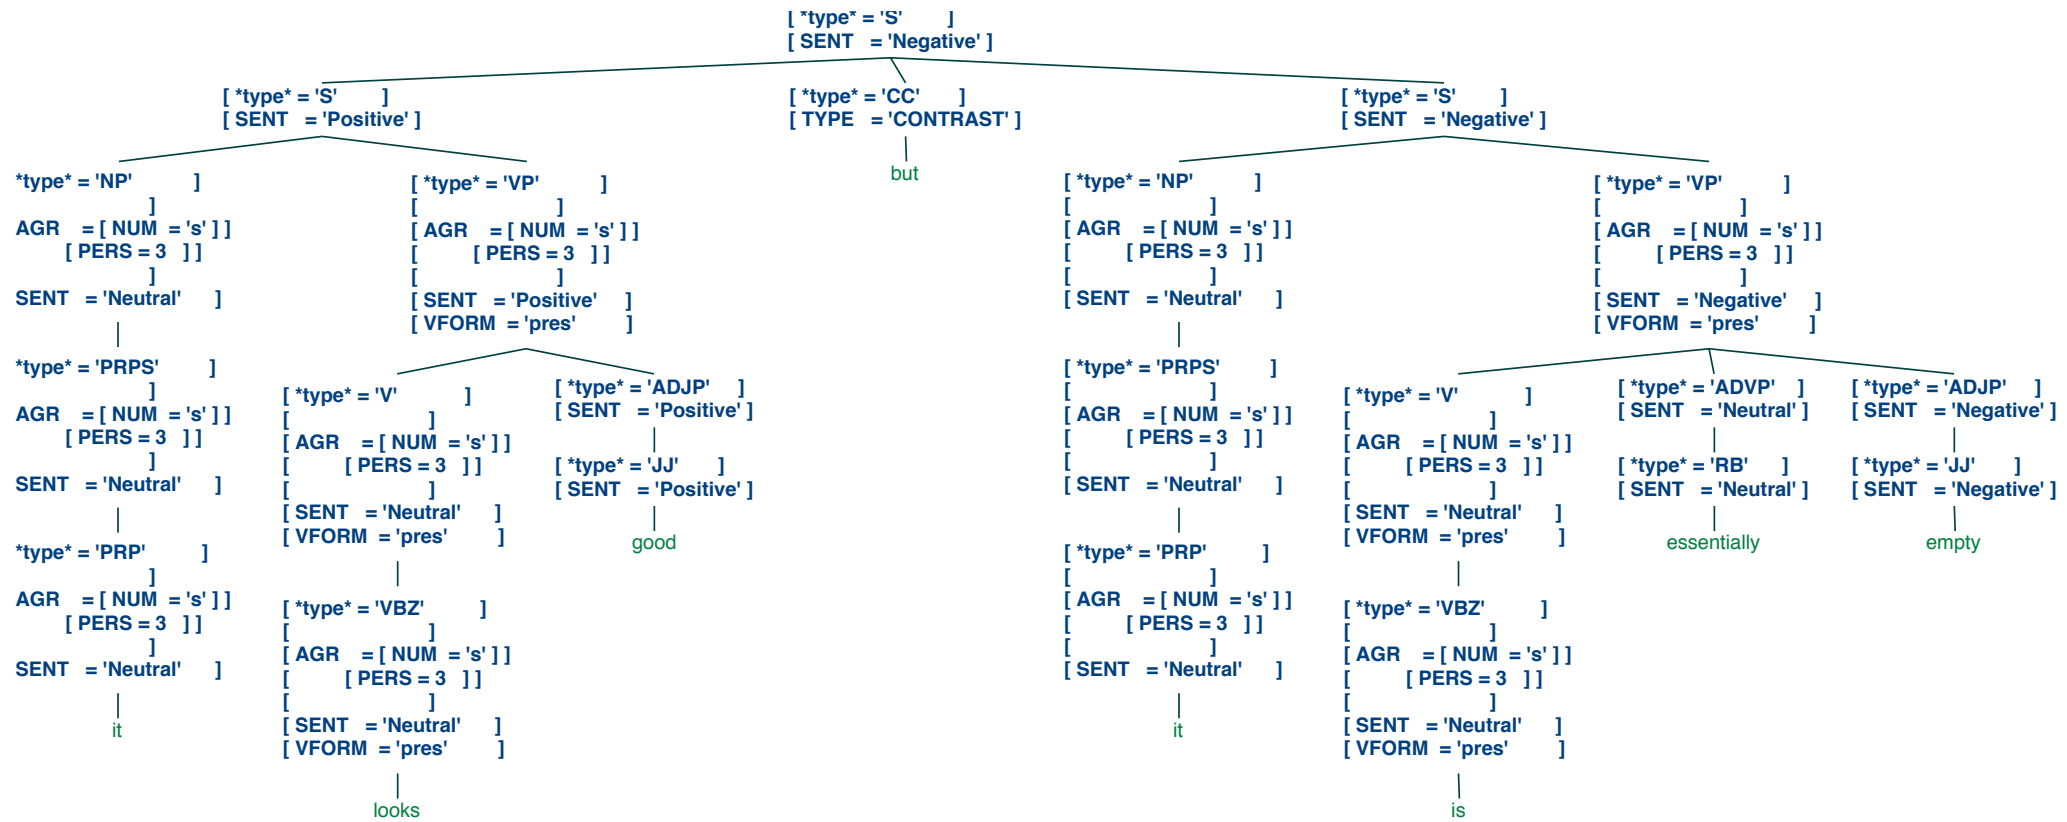 [ *type* = 'S' ]
[ SENT = 'Negative' ]
[ *type* = 'S' ]
[ SENT = 'Positive' ]
[ *type* = 'CC' ]
[ TYPE = 'CONTRAST' ]
but
[ *type* = 'S' ]
[ SENT = 'Negative' ]
*type* = 'NP' ]
]
AGR = [ NUM = 's' ] ]
[ PERS = 3 ] ]
]
SENT = 'Neutral' ]
*type* = 'PRPS' ]
]
AGR = [ NUM = 's' ] ]
[ PERS = 3 ] ]
]
SENT = 'Neutral' ]
*type* = 'PRP' ]
]
AGR = [ NUM = 's' ] ]
[ PERS = 3 ] ]
]
SENT = 'Neutral' ]
it
[ *type* = 'VP' ]
[ ]
[ AGR = [ NUM = 's' ] ]
[ [ PERS = 3 ] ]
[ ]
[ SENT = 'Positive' ]
[ VFORM = 'pres' ]
[ *type* = 'V' ]
[ ]
[ AGR = [ NUM = 's' ] ]
[ [ PERS = 3 ] ]
[ ]
[ SENT = 'Neutral' ]
[ VFORM = 'pres' ]
[ *type* = 'VBZ' ]
[ ]
[ AGR = [ NUM = 's' ] ]
[ [ PERS = 3 ] ]
[ ]
[ SENT = 'Neutral' ]
[ VFORM = 'pres' ]
looks
[ *type* = 'ADJP' ]
[ SENT = 'Positive' ]
[ *type* = 'JJ' ]
[ SENT = 'Positive' ]
good
[ *type* = 'NP' ]
[ ]
[ AGR = [ NUM = 's' ] ]
[ [ PERS = 3 ] ]
[ ]
[ SENT = 'Neutral' ]
[ *type* = 'PRPS' ]
[ ]
[ AGR = [ NUM = 's' ] ]
[ [ PERS = 3 ] ]
[ ]
[ SENT = 'Neutral' ]
[ *type* = 'PRP' ]
[ ]
[ AGR = [ NUM = 's' ] ]
[ [ PERS = 3 ] ]
[ ]
[ SENT = 'Neutral' ]
it
[ *type* = 'VP' ]
[ ]
[ AGR = [ NUM = 's' ] ]
[ [ PERS = 3 ] ]
[ ]
[ SENT = 'Negative' ]
[ VFORM = 'pres' ]
[ *type* = 'V' ]
[ ]
[ AGR = [ NUM = 's' ] ]
[ [ PERS = 3 ] ]
[ ]
[ SENT = 'Neutral' ]
[ VFORM = 'pres' ]
[ *type* = 'VBZ' ]
[ ]
[ AGR = [ NUM = 's' ] ]
[ [ PERS = 3 ] ]
[ ]
[ SENT = 'Neutral' ]
[ VFORM = 'pres' ]
is
[ *type* = 'ADVP' ]
[ SENT = 'Neutral' ]
[ *type* = 'RB' ]
[ SENT = 'Neutral' ]
essentially
[ *type* = 'ADJP' ]
[ SENT = 'Negative' ]
[ *type* = 'JJ' ]
[ SENT = 'Negative' ]
empty